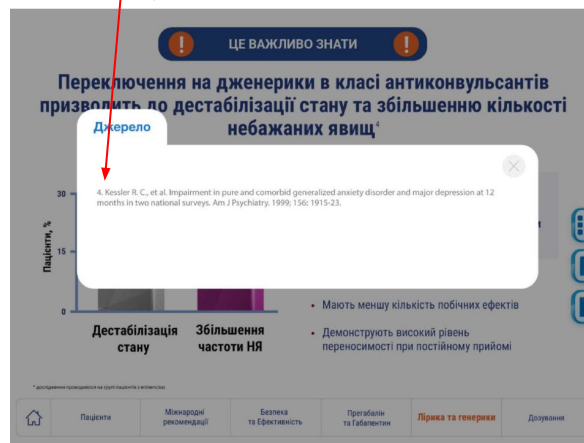 ! ЦЕ ВАЖЛИВО ЗНАТИ !
Переключення на дженерики в класі антиконвульсантів
призводить до дестабілізації стану та збільшенню кількості
небажаних явищ⁴
Джерело
4. Kessler R. C., et al. Impairment in pure and comorbid generalized anxiety disorder and major depression at 12
months in two national surveys. Am J Psychiatry. 1999; 156: 1915-23.
Пацієнти, %
30
15
0
Дестабілізація
стану
Збільшення
частоти НЯ
• Мають меншу кількість побічних ефектів
• Демонструють високий рівень
переносимості при постійному прийомі
Пацієнти
Міжнародні
рекомендації
Безпека
та Ефективність
Прегабалін
та Габапентин
Лірика та генерики
Дозування